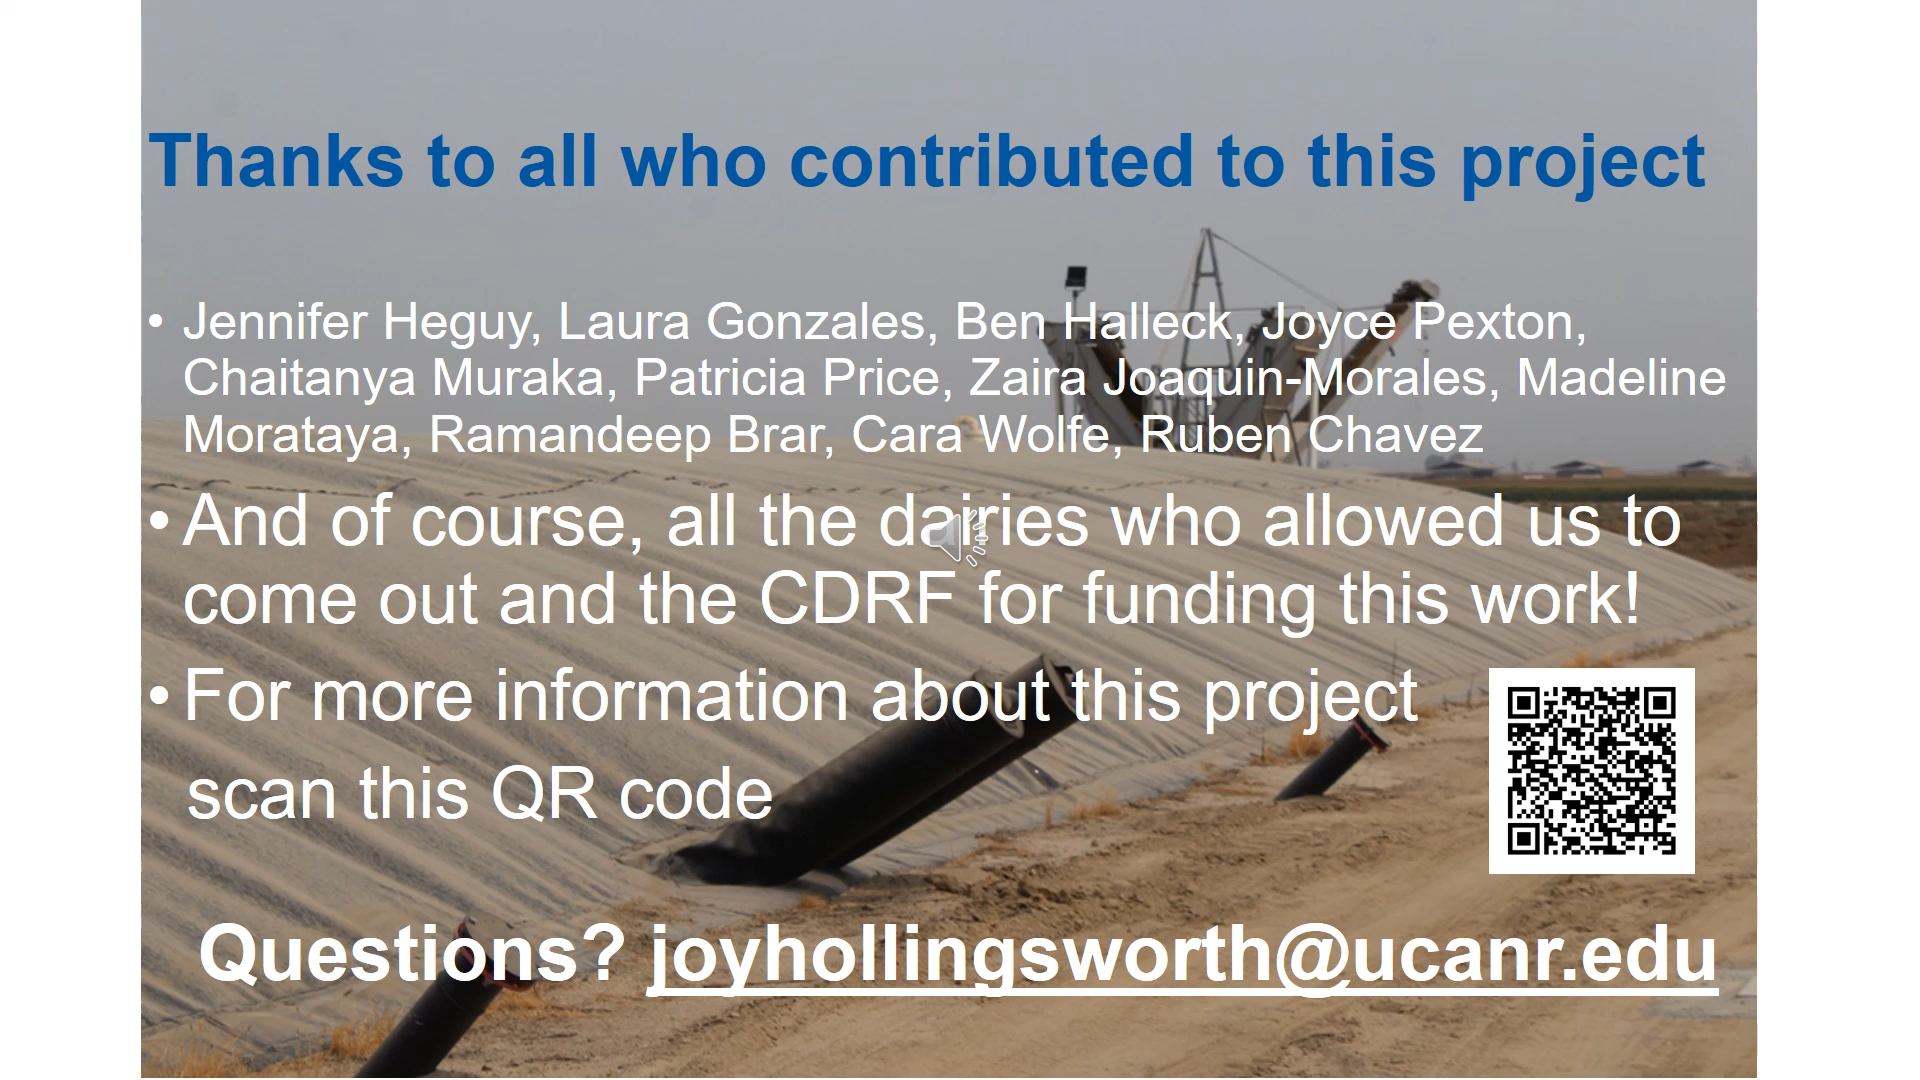 Thanks to all who contributed to this project
• Jennifer Heguy, Laura Gonzales, Ben Halleck, Joyce Pexton,
Chaitanya Muraka, Patricia Price, Zaira Joaquin-Morales, Madeline
Morataya, Ramandeep Brar, Cara Wolfe, Ruben Chavez
• And of course, all the dairies who allowed us to
come out and the CDRF for funding this work!
• For more information about this project
scan this QR code
Questions? joyhollingsworth@ucanr.edu